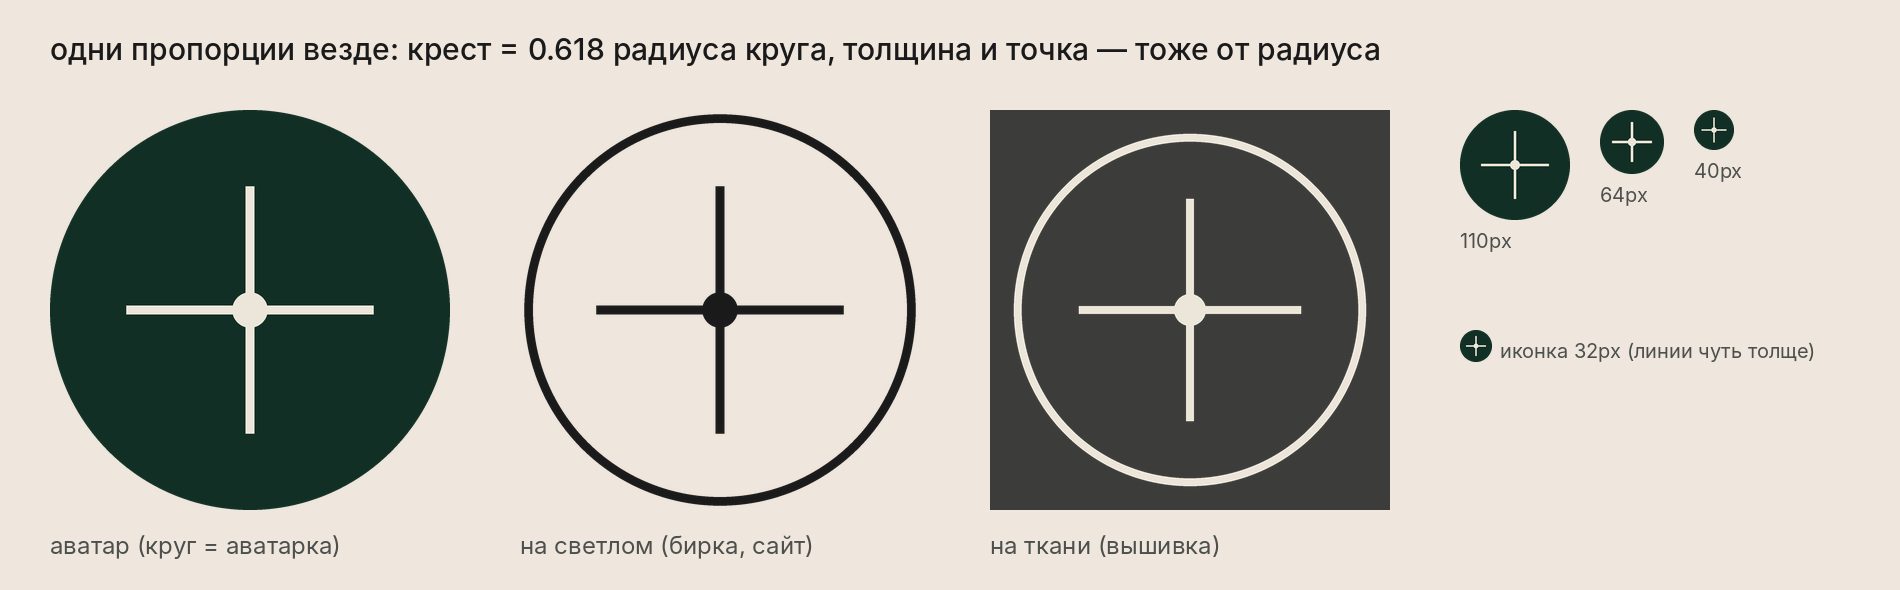 одни пропорции везде: крест = 0.618 радиуса круга, толщина и точка — тоже от радиуса
110px
64px
40px
иконка 32px (линии чуть толще)
аватар (круг = аватарка)
на светлом (бирка, сайт)
на ткани (вышивка)